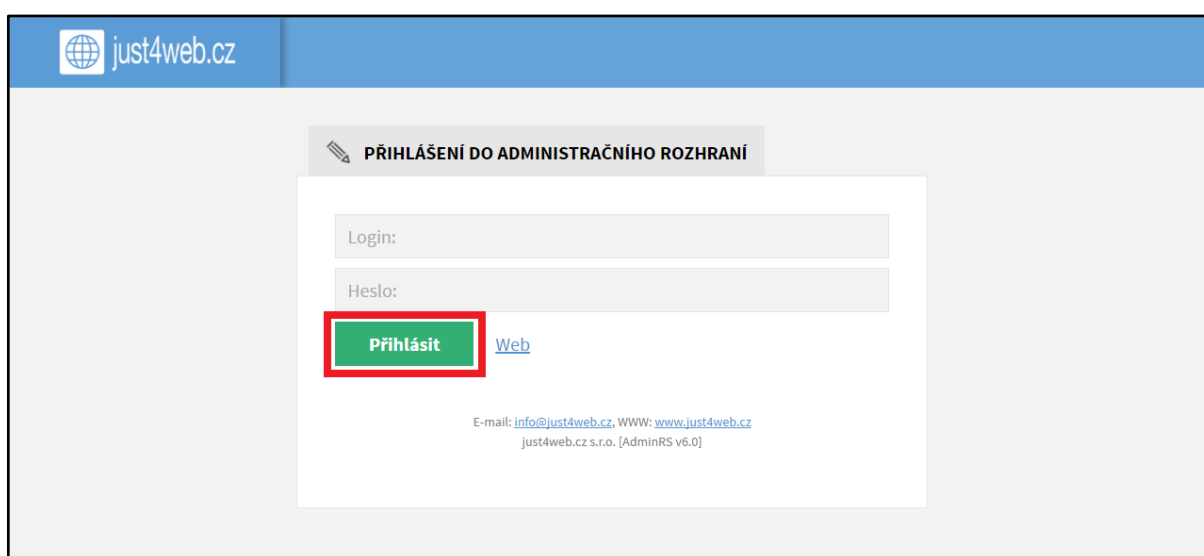 just4web.cz
PŘIHLÁŠENÍ DO ADMINISTRAČNÍHO ROZHRANÍ
Login:
Heslo:
Přihlásit Web
E-mail: info@just4web.cz, WWW: www.just4web.cz
just4web.cz s.r.o. [AdminRS v6.0]